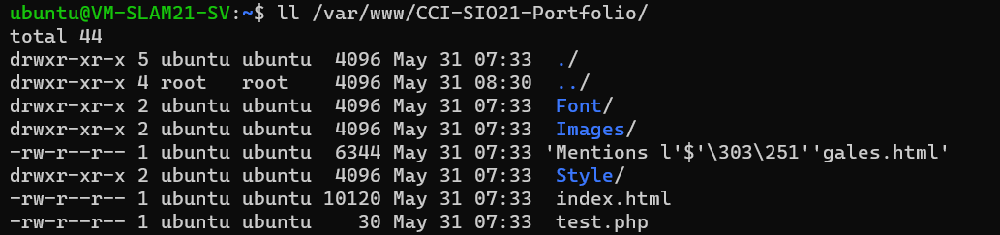 ubuntu@VM-SLAM21-SV:~$ ll /var/www/CCI-SIO21-Portfolio/
total 44
drwxr-xr-x 5 ubuntu ubuntu  4096 May 31 07:33  ./
drwxr-xr-x 4 root   root    4096 May 31 08:30  ../
drwxr-xr-x 2 ubuntu ubuntu  4096 May 31 07:33  Font/
drwxr-xr-x 2 ubuntu ubuntu  4096 May 31 07:33  Images/
-rw-r--r-- 1 ubuntu ubuntu  6344 May 31 07:33 'Mentions l'$'\303\251''gales.html'
drwxr-xr-x 2 ubuntu ubuntu  4096 May 31 07:33  Style/
-rw-r--r-- 1 ubuntu ubuntu 10120 May 31 07:33  index.html
-rw-r--r-- 1 ubuntu ubuntu    30 May 31 07:33  test.php